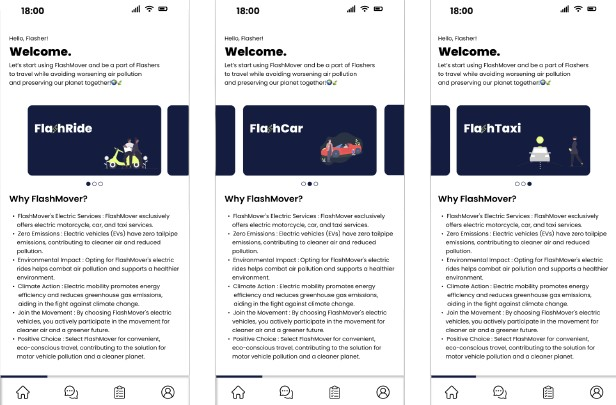 18:00
Hello, Flasher!
Welcome.
Let's start using FlashMover and be a part of Flashers
to travel while avoiding worsening air pollution
and preserving our planet together!
FlashRide
Why FlashMover?
• FlashMover's Electric Services : FlashMover exclusively
offers electric motorcycle, car, and taxi services.
• Zero Emissions : Electric vehicles (EVs) have zero tailpipe
emissions, contributing to cleaner air and reduced
pollution.
• Environmental Impact : Opting for FlashMover's electric
rides helps combat air pollution and supports a healthier
environment.
• Climate Action : Electric mobility promotes energy
efficiency and reduces greenhouse gas emissions,
aiding in the fight against climate change.
• Join the Movement : By choosing FlashMover's Electric
vehicles, you actively participate in the movement for
cleaner air and a greener future.
• Positive Choice : Select FlashMover for convenient,
eco-conscious travel, contributing to the solution for
motor vehicle pollution and a cleaner planet.
18:00
Hello, Flasher!
Welcome.
Let's start using FlashMover and be a part of Flashers
to travel while avoiding worsening air pollution
and preserving our planet together!
FlashCar
Why FlashMover?
• FlashMover's Electric Services : FlashMover exclusively
offers electric motorcycle, car, and taxi services.
• Zero Emissions : Electric vehicles (EVs) have zero tailpipe
emissions, contributing to cleaner air and reduced
pollution.
• Environmental Impact : Opting for FlashMover's electric
rides helps combat air pollution and supports a healthier
environment.
• Climate Action : Electric mobility promotes energy
efficiency and reduces greenhouse gas emissions,
aiding in the fight against climate change.
• Join the Movement : By choosing FlashMover's Electric
vehicles, you actively participate in the movement for
cleaner air and a greener future.
• Positive Choice : Select FlashMover for convenient,
eco-conscious travel, contributing to the solution for
motor vehicle pollution and a cleaner planet.
18:00
Hello, Flasher!
Welcome.
Let's start using FlashMover and be a part of Flashers
to travel while avoiding worsening air pollution
and preserving our planet together!
FlashTaxi
Why FlashMover?
• FlashMover's Electric Services : FlashMover exclusively
offers electric motorcycle, car, and taxi services.
• Zero Emissions : Electric vehicles (EVs) have zero tailpipe
emissions, contributing to cleaner air and reduced
pollution.
• Environmental Impact : Opting for FlashMover's electric
rides helps combat air pollution and supports a healthier
environment.
• Climate Action : Electric mobility promotes energy
efficiency and reduces greenhouse gas emissions,
aiding in the fight against climate change.
• Join the Movement : By choosing FlashMover's Electric
vehicles, you actively participate in the movement for
cleaner air and a greener future.
• Positive Choice : Select FlashMover for convenient,
eco-conscious travel, contributing to the solution for
motor vehicle pollution and a cleaner planet.